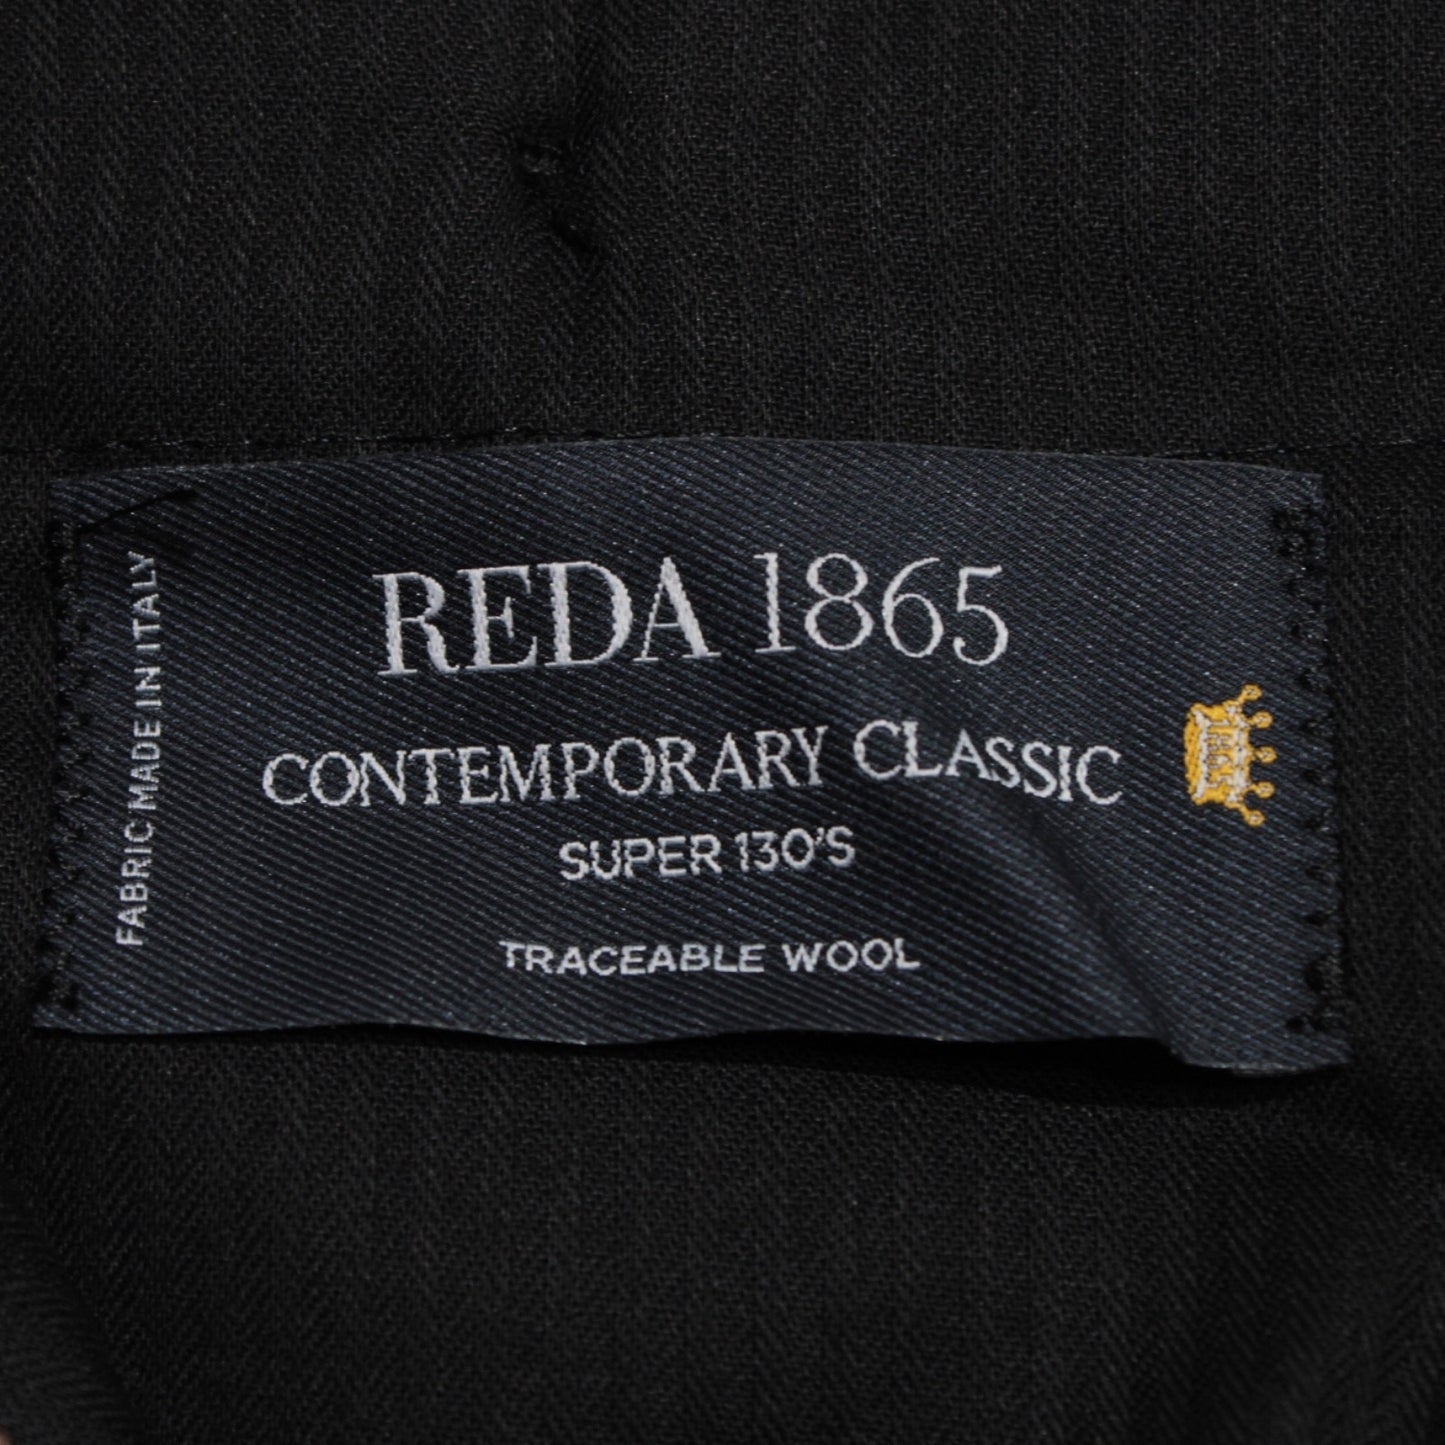 REDA 1865
CONTEMPORARY CLASSIC
SUPER 130'S
TRACEABLE WOOL
FABRIC MADE IN ITALY